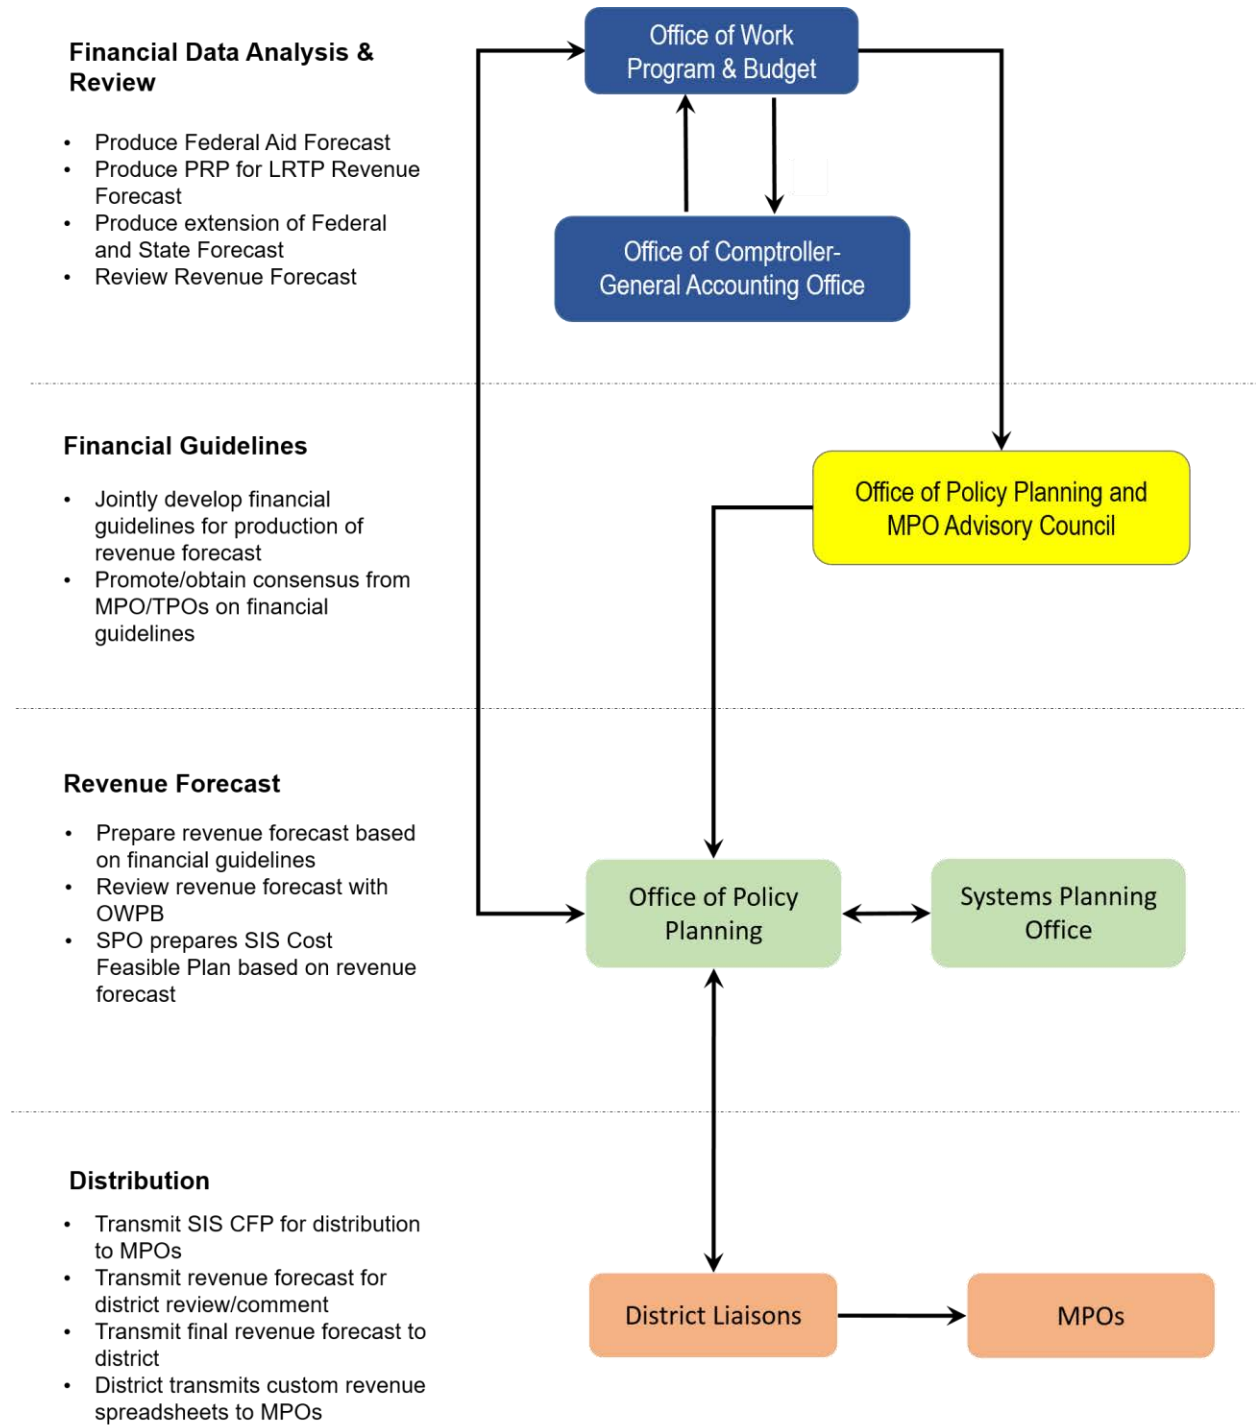 Financial Data Analysis &
Review
• Produce Federal Aid Forecast
• Produce PRP for LRTP Revenue
Forecast
• Produce extension of Federal
and State Forecast
• Review Revenue Forecast
Office of Work
Program & Budget
Office of Comptroller-
General Accounting Office
Financial Guidelines
• Jointly develop financial
guidelines for production of
revenue forecast
• Promote/obtain consensus from
MPO/TPOs on financial
guidelines
Office of Policy Planning and
MPO Advisory Council
Revenue Forecast
• Prepare revenue forecast based
on financial guidelines
• Review revenue forecast with
OWPB
• SPO prepares SIS Cost
Feasible Plan based on revenue
forecast
Office of Policy
Planning
Systems Planning
Office
Distribution
• Transmit SIS CFP for distribution
to MPOs
• Transmit revenue forecast for
district review/comment
• Transmit final revenue forecast to
district
• District transmits custom revenue
spreadsheets to MPOs
District Liaisons
MPOs